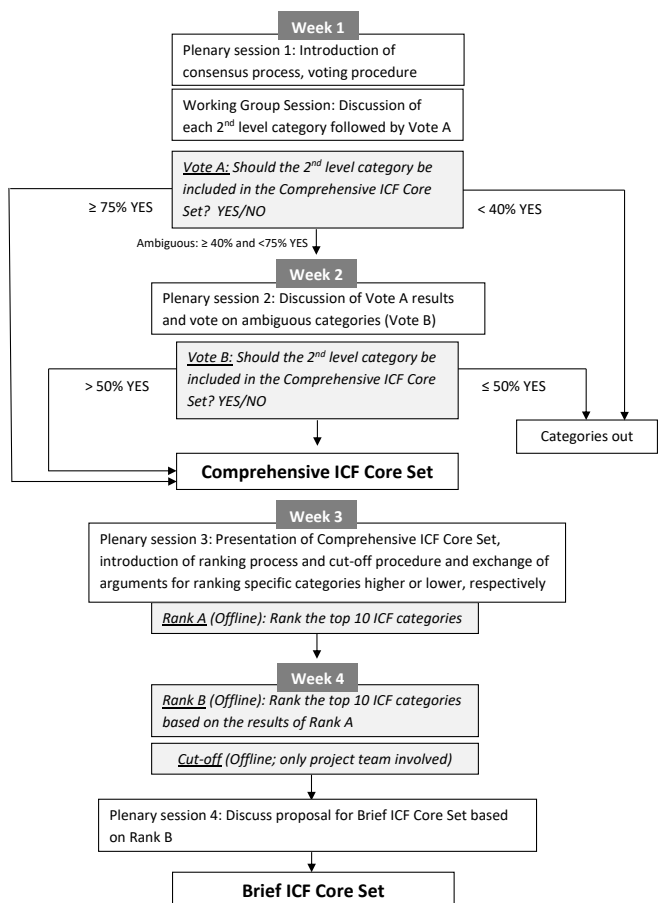 Week 1
Plenary session 1: Introduction of
consensus process, voting procedure
Working Group Session: Discussion of
each 2nd level category followed by Vote A
Vote A: Should the 2nd level category be
included in the Comprehensive ICF Core
Set? YES/NO
≥ 75% YES
< 40% YES
Ambiguous: ≥ 40% and <75% YES
Week 2
Plenary session 2: Discussion of Vote A results
and vote on ambiguous categories (Vote B)
Vote B: Should the 2nd level category be
included in the Comprehensive ICF Core
Set? YES/NO
> 50% YES
≤ 50% YES
Categories out
Comprehensive ICF Core Set
Week 3
Plenary session 3: Presentation of Comprehensive ICF Core Set,
introduction of ranking process and cut-off procedure and exchange of
arguments for ranking specific categories higher or lower, respectively
Rank A (Offline): Rank the top 10 ICF categories
Week 4
Rank B (Offline): Rank the top 10 ICF categories
based on the results of Rank A
Cut-off (Offline; only project team involved)
Plenary session 4: Discuss proposal for Brief ICF Core Set based
on Rank B
Brief ICF Core Set